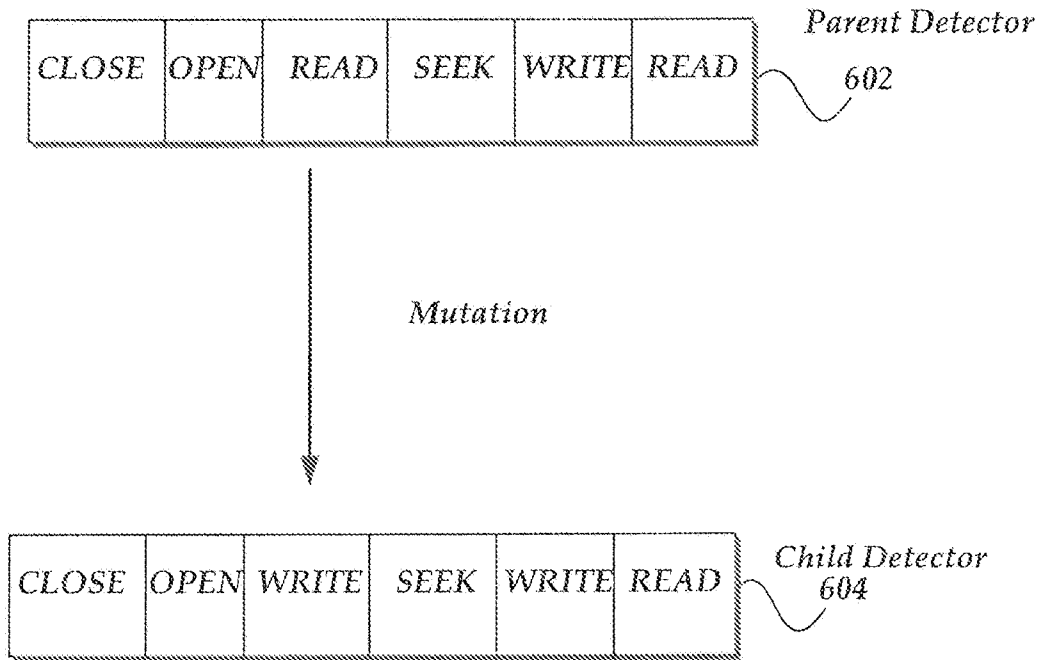 Parent Detector
CLOSE OPEN READ SEEK WRITE READ
602
Mutation
Child Detector
CLOSE OPEN WRITE SEEK WRITE READ
604